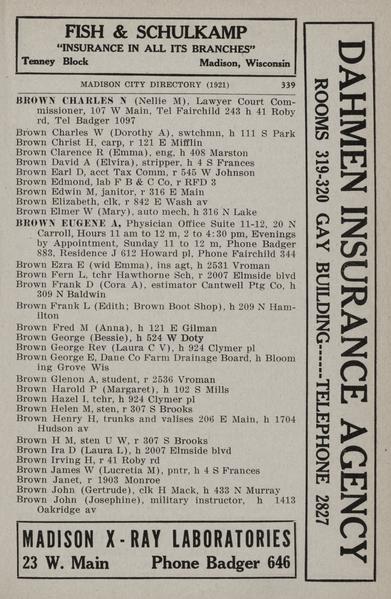 FISH & SCHULKAMP
"INSURANCE IN ALL ITS BRANCHES"
Tenney Block Madison, Wisconsin
MADISON CITY DIRECTORY (1921) 339
BROWN CHARLES N (Nellie M), Lawyer Court Com-
missioner, 107 W Main, Tel Fairchild 243 h 41 Roby
rd, Tel Badger 1097
Brown Charles W (Dorothy A), swtchmn, h 111 S Park
Brown Christ H, carp, r 121 E Mifflin
Brown Clarence R (Emma), eng, h 408 Marston
Brown David A (Elvira), stripper, h 4 S Frances
Brown Earl D, acct Tax Comm, r 545 W Johnson
Brown Edmond, lab F B & C Co, r RFD 3
Brown Edwin M, janitor, r 316 E Main
Brown Elizabeth, clk, r 842 E Wash av
Brown Elmer W (Mary), auto mech, h 316 N Lake
BROWN EUGENE A, Physician Office Suite 11-12, 20 N
Carroll, Hours 11 am to 12 m, 2 to 4:30 pm, Evenings
by Appointment, Sunday 11 to 12 m, Phone Badger
883, Residence J 612 Howard pl, Phone Fairchild 344
Brown Ezra E (wid Emma), ins agt, h 2531 Vroman
Brown Fern L, tchr Hawthorne Sch, r 2007 Elmside blvd
Brown Frank D (Cora A), estimator Cantwell Ptg Co, h
309 N Baldwin
Brown Frank L (Edith; Brown Boot Shop), h 209 N Ham-
ilton
Brown Fred M (Anna), h 121 E Gilman
Brown George (Bessie), h 524 W Doty
Brown George Rev (Laura C V), h 924 Clymer pl
Brown George E, Dane Co Farm Drainage Board, h Bloom
ing Grove Wis
Brown Glenon A, student, r 2536 Vroman
Brown Harold P (Margaret), h 102 S Mills
Brown Hazel I, tchr, h 924 Clymer pl
Brown Helen M, sten, r 307 S Brooks
Brown Henry H, trunks and valises 206 E Main, h 1704
Hudson av
Brown H M, sten U W, r 307 S Brooks
Brown Ira D (Laura L), h 2007 Elmside blvd
Brown Irving H, r 41 Roby rd
Brown James W (Lucretia M), pntr, h 4 S Frances
Brown Janet, r 1903 Monroe
Brown John (Gertrude), clk H Mack, h 433 N Murray
Brown John (Josephine), military instructor, h 1413
Oakridge av
MADISON X-RAY LABORATORIES
23 W. Main Phone Badger 646
DAHMEN INSURANCE AGENCY
ROOMS 319-320 GAY BUILDING------TELEPHONE 2827